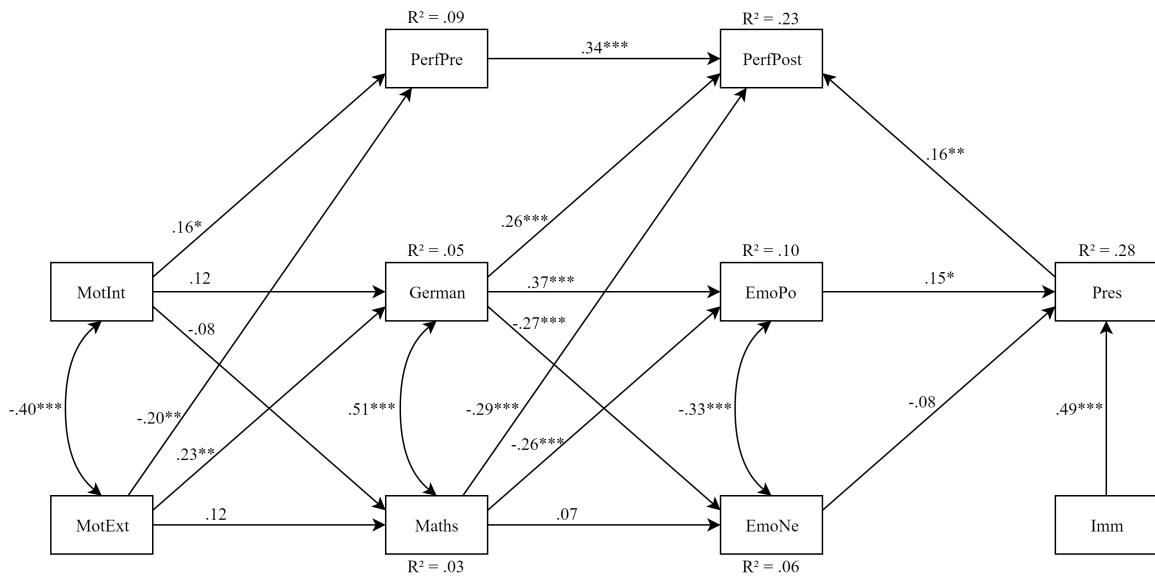 R² = .09
R² = .23
PerfPre
.34***
PerfPost
.16**
.16*
.26***
R² = .05
R² = .10
R² = .28
MotInt
.12
German
.37***
EmoPo
.15*
Pres
-.08
-.27***
-.40***
-.20**
.51***
-.29***
-.33***
-.08
.49***
.23**
-.26***
MotExt
.12
Maths
.07
EmoNe
Imm
R² = .03
R² = .06